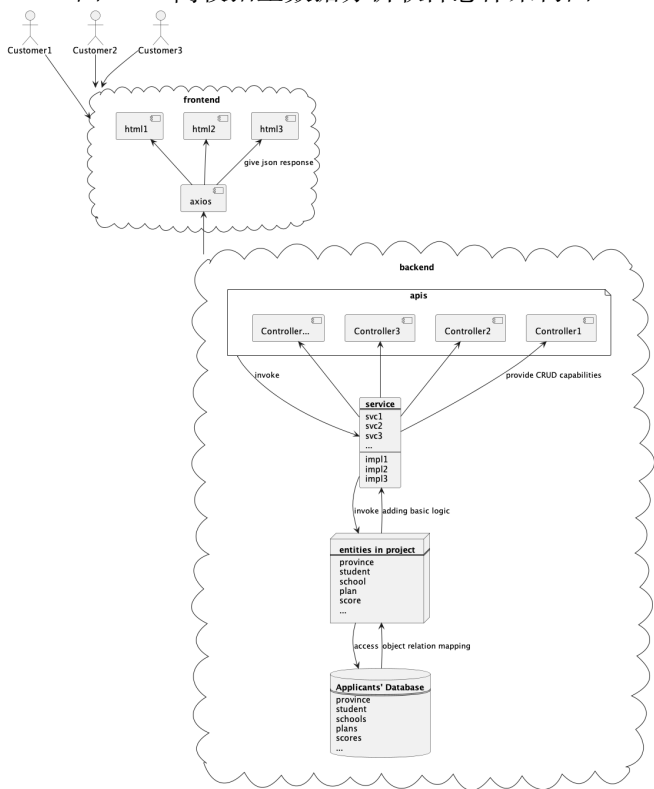 Customer1 Customer2 Customer3
frontend
html1 html2 html3
give json response
axios
backend
apis
Controller... Controller3 Controller2 Controller1
invoke
provide CRUD capabilities
service
svc1
svc2
svc3
...
impl1
impl2
impl3
invoke adding basic logic
entities in project
province
student
school
plan
score
...
access object relation mapping
Applicants' Database
province
student
schools
plans
scores
...